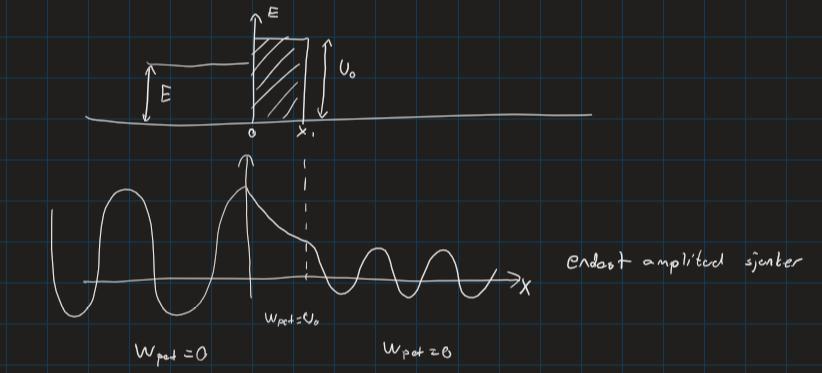 E
E
U₀
0 x₁
endast amplitud sjunker
x
Wpot=U₀
Wpot=0 Wpot=0